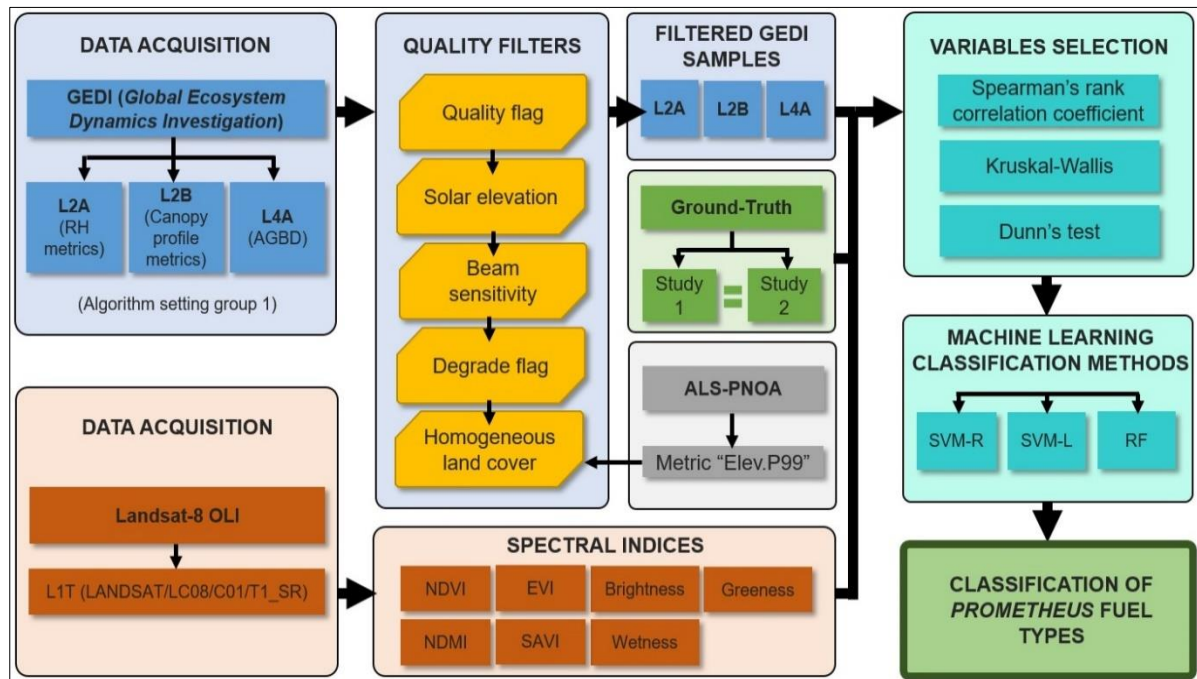 DATA ACQUISITION
GEDI (Global Ecosystem
Dynamics Investigation)
L2A
(RH
metrics)
L2B
(Canopy
profile
metrics)
L4A
(AGBD)
(Algorithm setting group 1)
QUALITY FILTERS
Quality flag
Solar elevation
Beam
sensitivity
Degrade flag
Homogeneous
land cover
FILTERED GEDI
SAMPLES
L2A
L2B
L4A
Ground-Truth
Study
1
=
Study
2
ALS-PNOA
Metric “Elev.P99”
VARIABLES SELECTION
Spearman’s rank
correlation coefficient
Kruskal-Wallis
Dunn’s test
MACHINE LEARNING
CLASSIFICATION METHODS
SVM-R
SVM-L
RF
CLASSIFICATION OF
PROMETHEUS FUEL
TYPES
DATA ACQUISITION
Landsat-8 OLI
L1T (LANDSAT/LC08/C01/T1_SR)
SPECTRAL INDICES
NDVI
EVI
Brightness
Greeness
NDMI
SAVI
Wetness